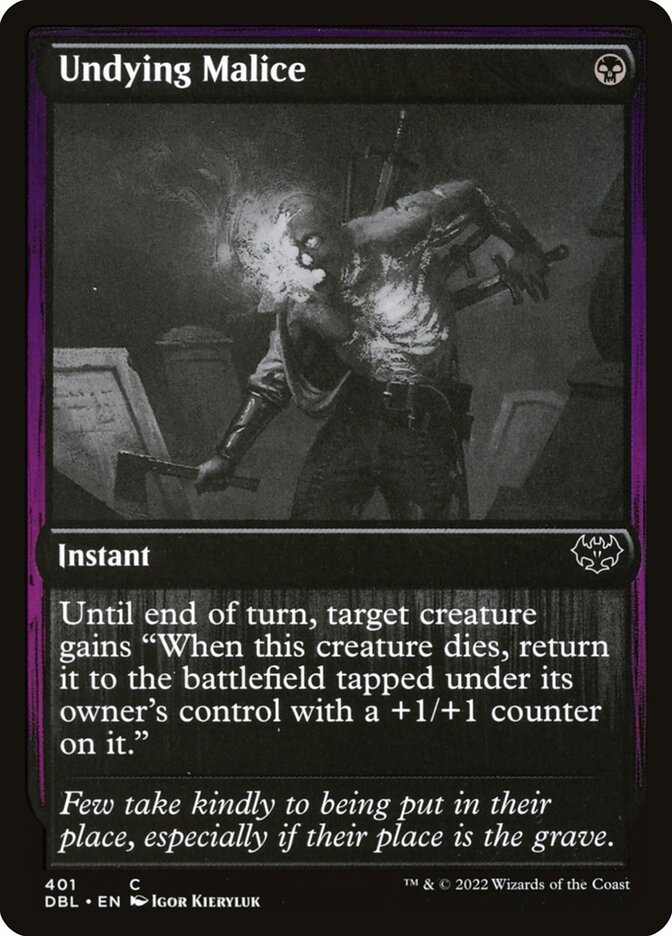 Undying Malice
Instant
Until end of turn, target creature
gains “When this creature dies, return
it to the battlefield tapped under its
owner’s control with a +1/+1 counter
on it.”
Few take kindly to being put in their
place, especially if their place is the grave.
401 C
™ & © 2022 Wizards of the Coast
DBL • EN Igor Kieryluk